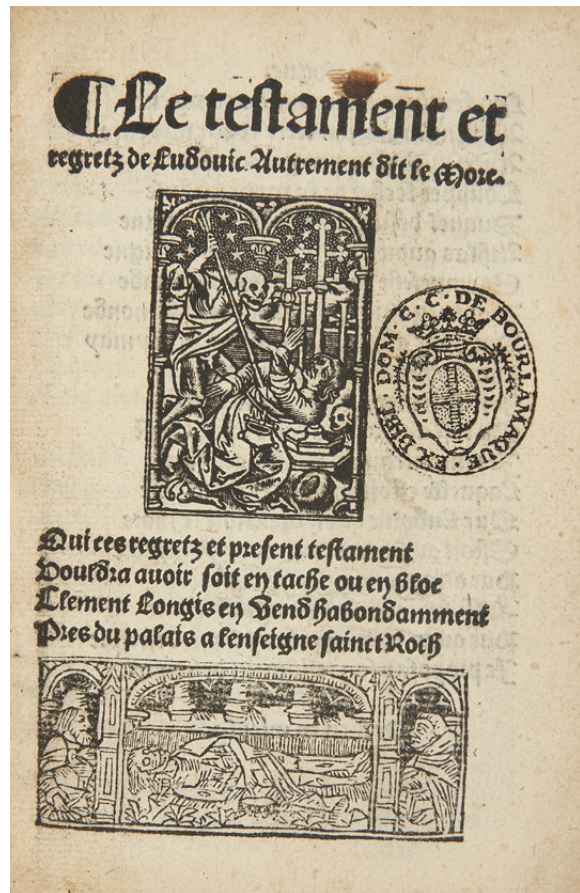 ¶Le testamen̄t et
regretz de Ludouic Autrement dit le More.
EX BIBL. DOM. C. C. DE BOURLAMAQUE.
Qui ces regretz et present testament
Vouldra auoir soit en tache ou en bloc
Clement Longis en vend habondamment
Pres du palais a lenseigne sainct Roch